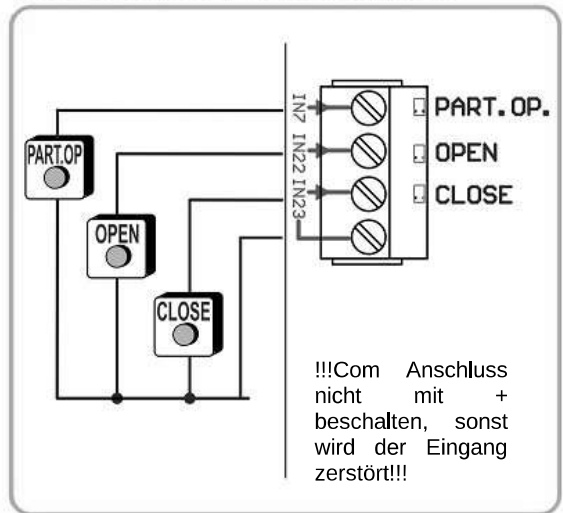 IN7
PART. OP.
IN22
OPEN
IN23
CLOSE
PART.OP
OPEN
CLOSE
!!!Com Anschluss
nicht mit +
beschalten, sonst
wird der Eingang
zerstört!!!